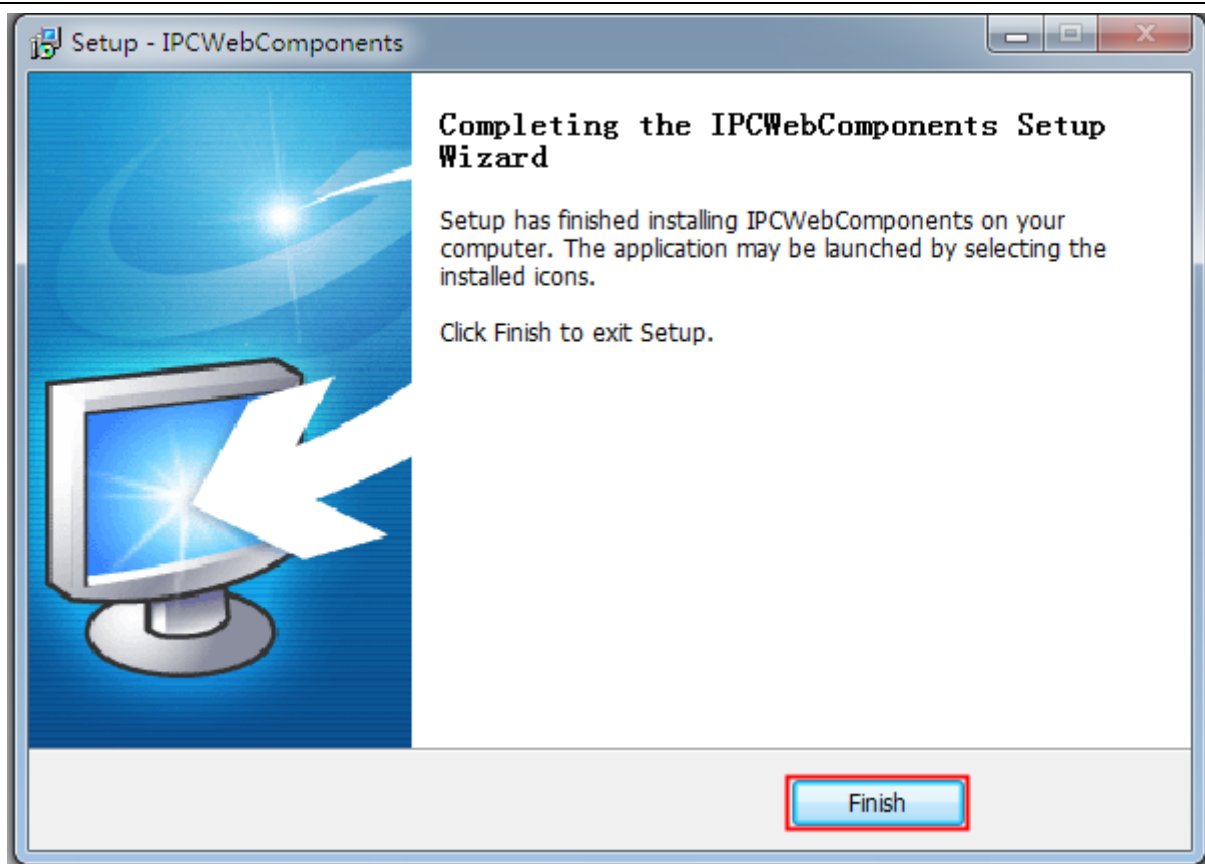 Setup - IPCWebComponents
Completing the IPCWebComponents Setup
Wizard
Setup has finished installing IPCWebComponents on your
computer. The application may be launched by selecting the
installed icons.
Click Finish to exit Setup.
Finish